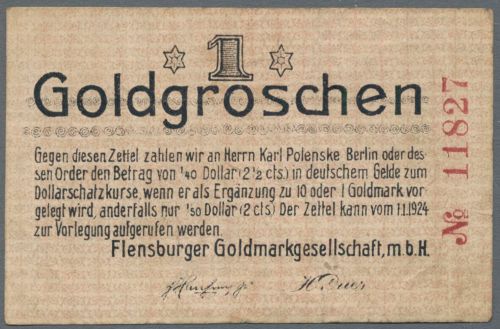 1
Goldgroschen
Gegen diesen Zettel zahlen wir an Herrn Karl Polenske Berlin oder des=
sen Order den Betrag von 1/40 Dollar (2½ cts.) in deutschem Gelde zum
Dollarschatzkurse, wenn er als Ergänzung zu 10 oder 1 Goldmark vor=
gelegt wird, anderfalls nur 1/50 Dollar (2 cts.) Der Zettel kann vom 1.1.1924
zur Vorlegung aufgerufen werden.
Flensburger Goldmarkgesellschaft, m.b.H.
№ 11827